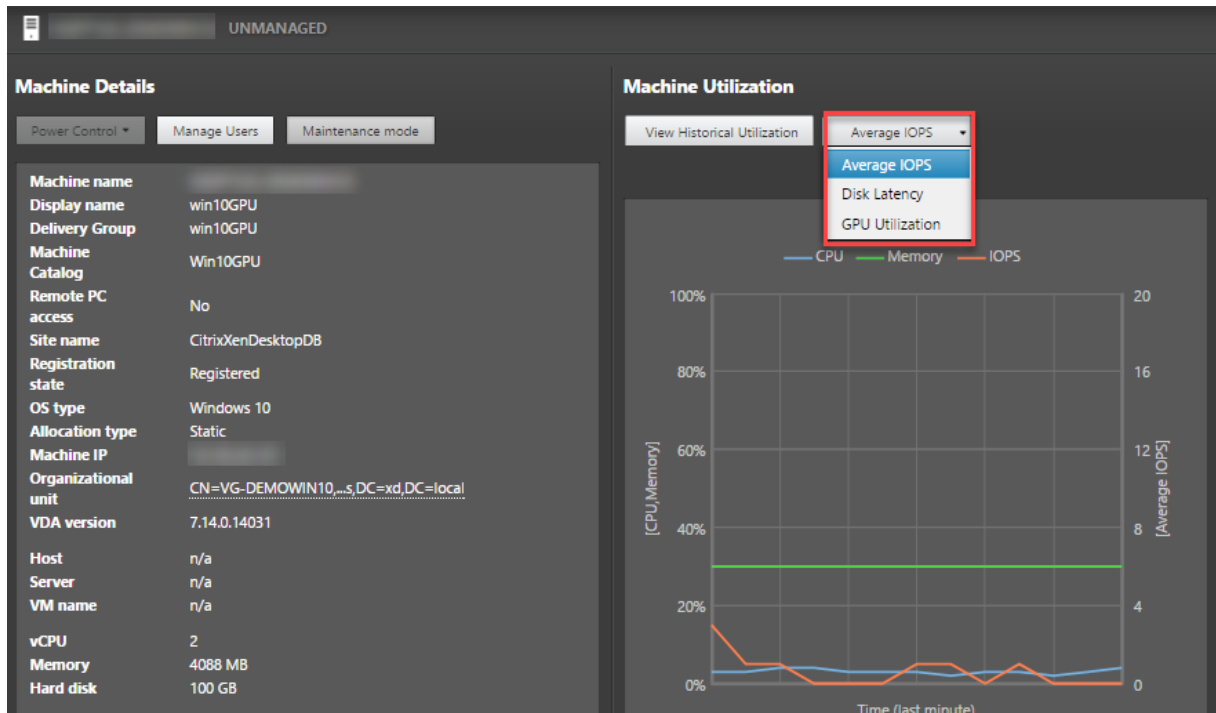 UNMANAGED
Machine Details
Power Control
Manage Users
Maintenance mode
Machine name
Display name win10GPU
Delivery Group win10GPU
Machine
Catalog
Win10GPU
Remote PC
access
No
Site name CitrixXenDesktopDB
Registration
state
Registered
OS type Windows 10
Allocation type Static
Machine IP
Organizational
unit
CN=VG-DEMOWIN10,...s,DC=xd,DC=local
VDA version 7.14.0.14031
Host n/a
Server n/a
VM name n/a
vCPU 2
Memory 4088 MB
Hard disk 100 GB
Machine Utilization
View Historical Utilization
Average IOPS
Average IOPS
Disk Latency
GPU Utilization
CPU Memory IOPS
100% 20
80% 16
60% 12
40% 8
20% 4
0% 0
[CPU,Memory]
[Average IOPS]
Time (last minute)